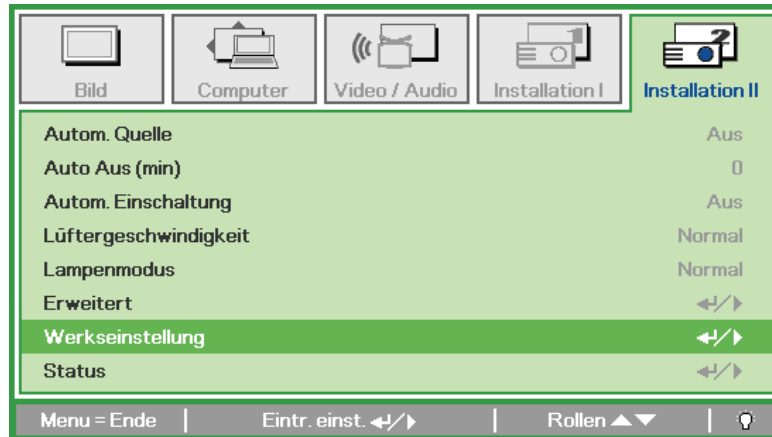 Bild
Computer
Video / Audio
Installation I
Installation II
Autom. Quelle Aus
Auto Aus (min) 0
Autom. Einschaltung Aus
Lüftergeschwindigkeit Normal
Lampenmodus Normal
Erweitert
Werkseinstellung
Status
Menu = Ende | Eintr. einst. | Rollen